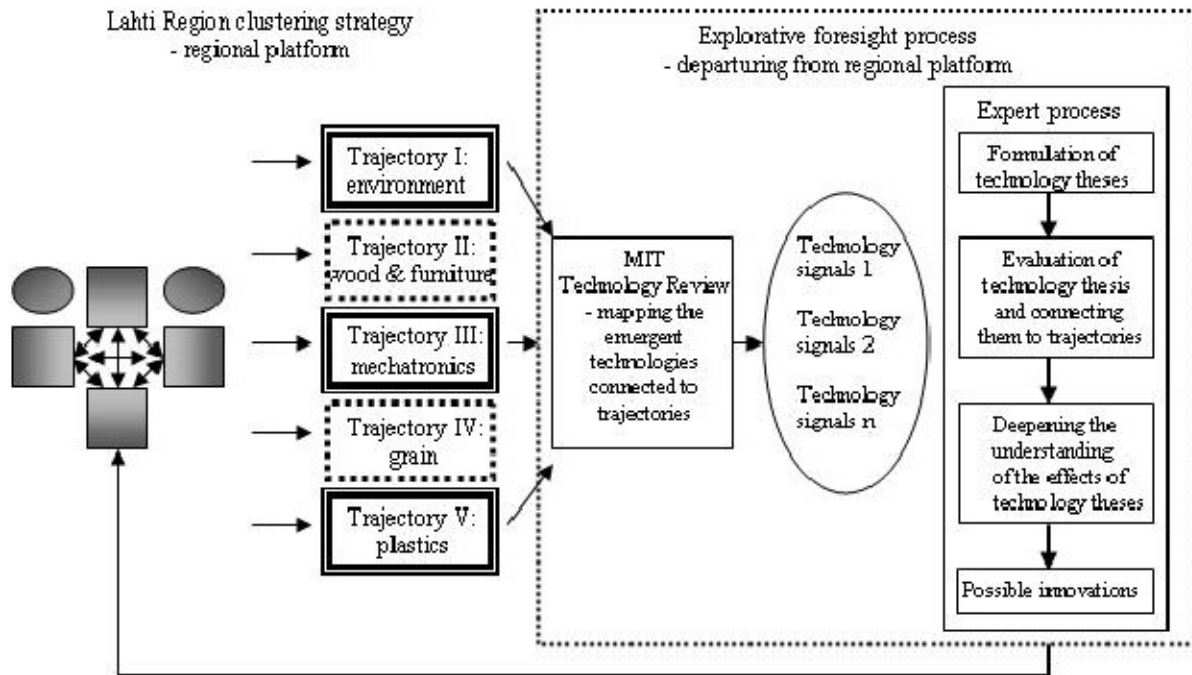 Lahti Region clustering strategy
- regional platform
Explorative foresight process
- departuring from regional platform
Trajectory I:
environment
Trajectory II:
wood & furniture
Trajectory III:
mechatronics
Trajectory IV:
grain
Trajectory V:
plastics
MIT
Technology Review
- mapping the
emergent
technologies
connected to
trajectories
Technology
signals 1
Technology
signals 2
Technology
signals n
Expert process
Formulation of
technology theses
Evaluation of
technology thesis
and connecting
them to trajectories
Deepening the
understanding
of the effects of
technology theses
Possible innovations